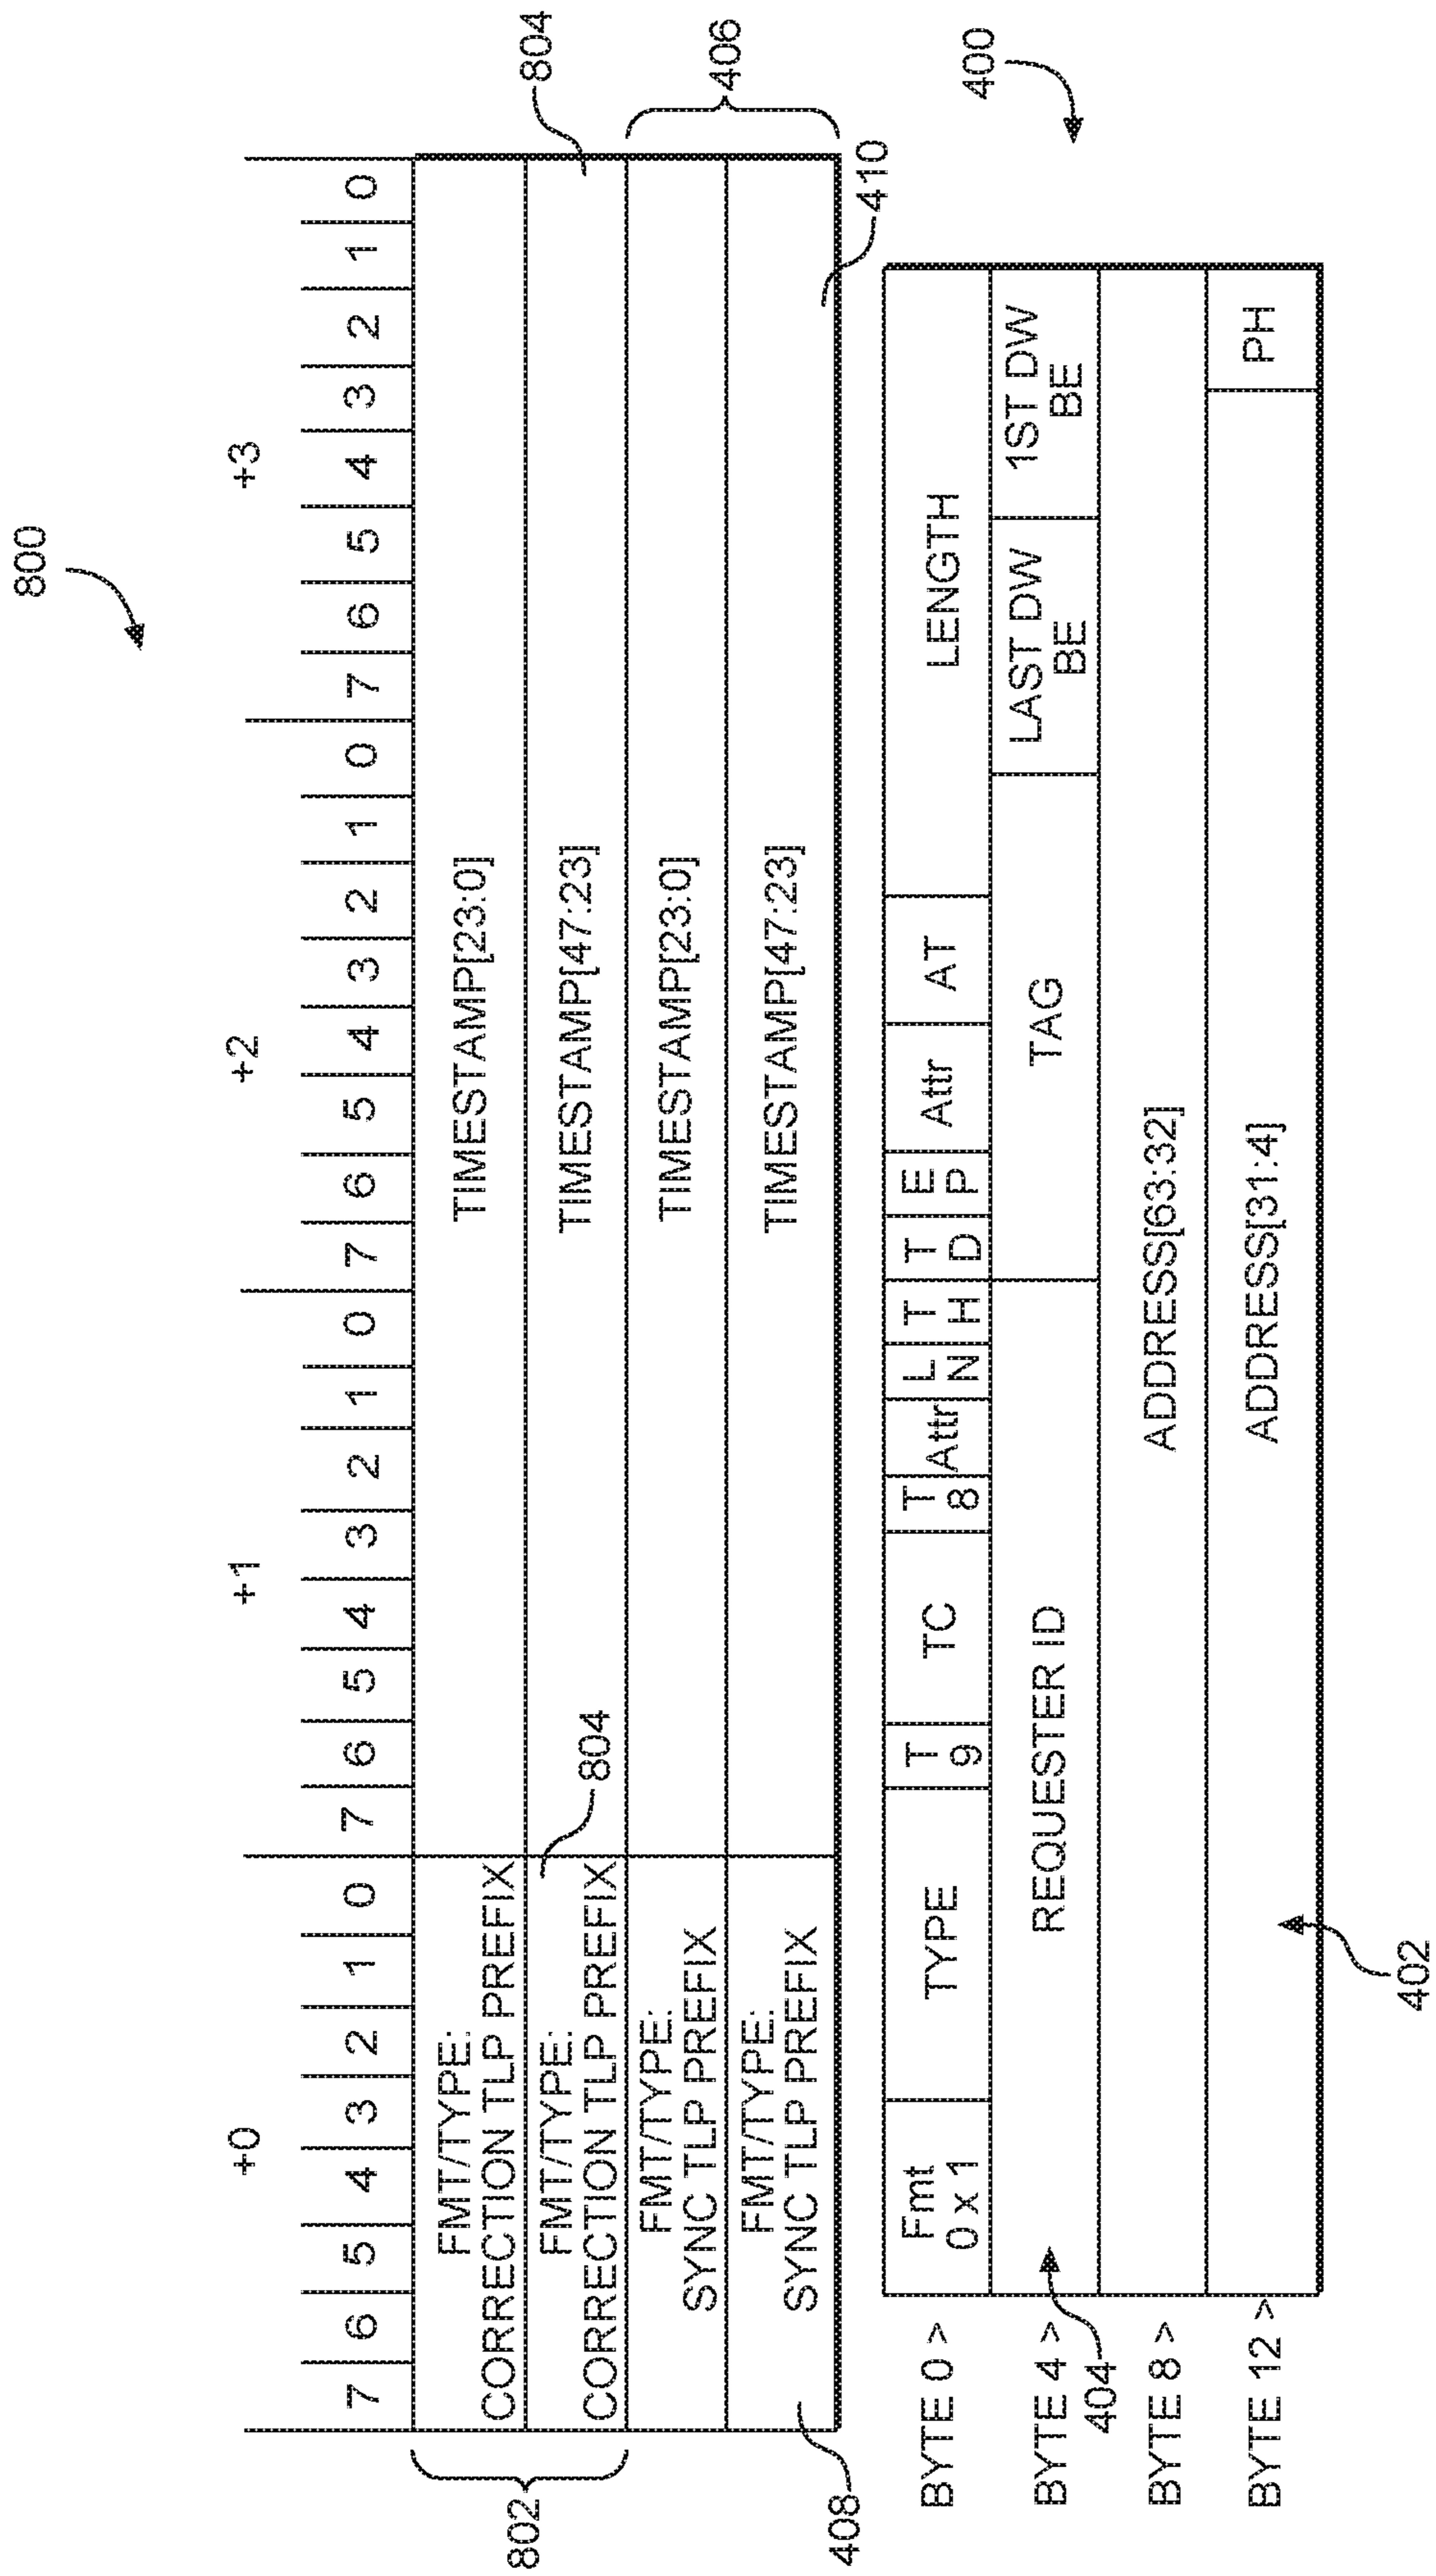 800
+0 +1 +2 +3
7 6 5 4 3 2 1 0 7 6 5 4 3 2 1 0 7 6 5 4 3 2 1 0 7 6 5 4 3 2 1 0
802
FMT/TYPE:
CORRECTION TLP PREFIX
TIMESTAMP[23:0]
804
FMT/TYPE:
CORRECTION TLP PREFIX
804
TIMESTAMP[47:23]
FMT/TYPE:
SYNC TLP PREFIX
TIMESTAMP[23:0]
406
FMT/TYPE:
SYNC TLP PREFIX
TIMESTAMP[47:23]
408
410
400
BYTE 0 >
Fmt
0 x 1
TYPE
T
9
TC
T
8
Attr
L
N
T
H
T
D
E
P
Attr
AT
LENGTH
BYTE 4 >
404
REQUESTER ID
TAG
LAST DW
BE
1ST DW
BE
BYTE 8 >
ADDRESS[63:32]
BYTE 12 >
ADDRESS[31:4]
PH
402